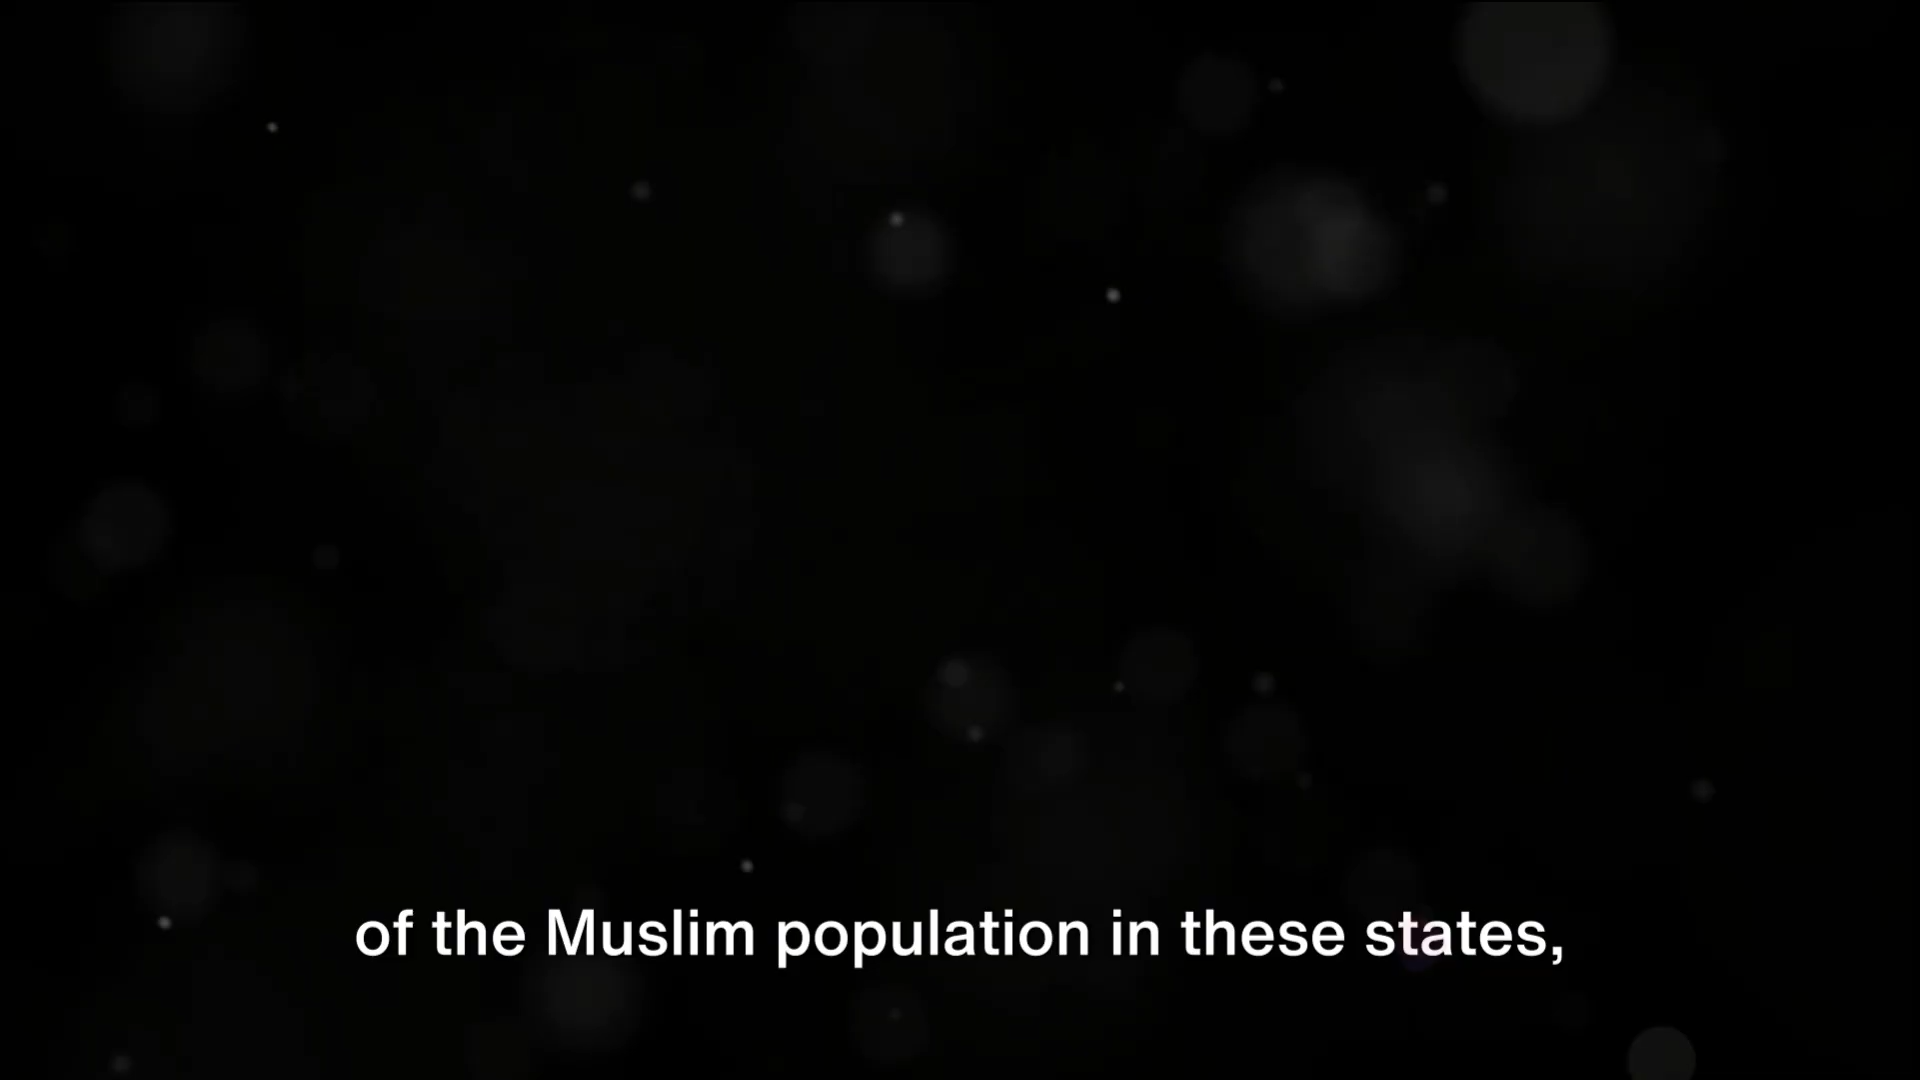 of the Muslim population in these states,